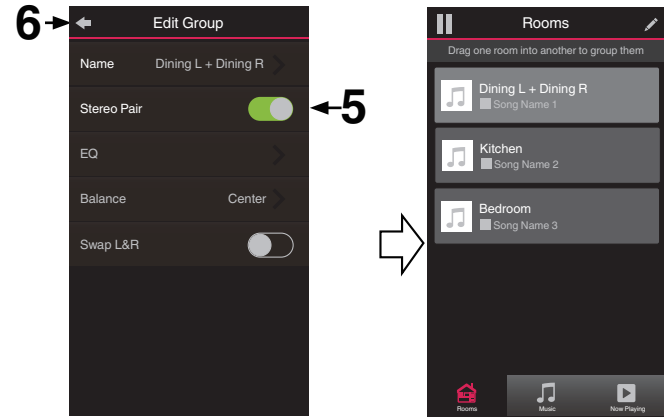 6
Edit Group
Name Dining L + Dining R
Stereo Pair
5
EQ
Balance Center
Swap L&R
Rooms
Drag one room into another to group them
Dining L + Dining R
Song Name 1
Kitchen
Song Name 2
Bedroom
Song Name 3
Rooms Music Now Playing